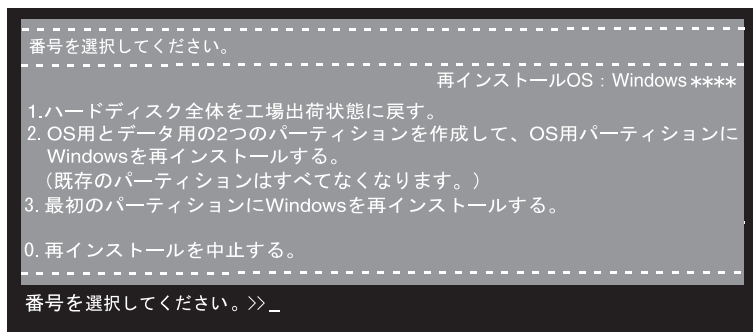 番号を選択してください。
再インストールOS：Windows＊＊＊＊
1.ハードディスク全体を工場出荷状態に戻す。
2. OS用とデータ用の2つのパーティションを作成して、OS用パーティションに
Windowsを再インストールする。
（既存のパーティションはすべてなくなります。）
3. 最初のパーティションにWindowsを再インストールする。
0. 再インストールを中止する。
番号を選択してください。>>_